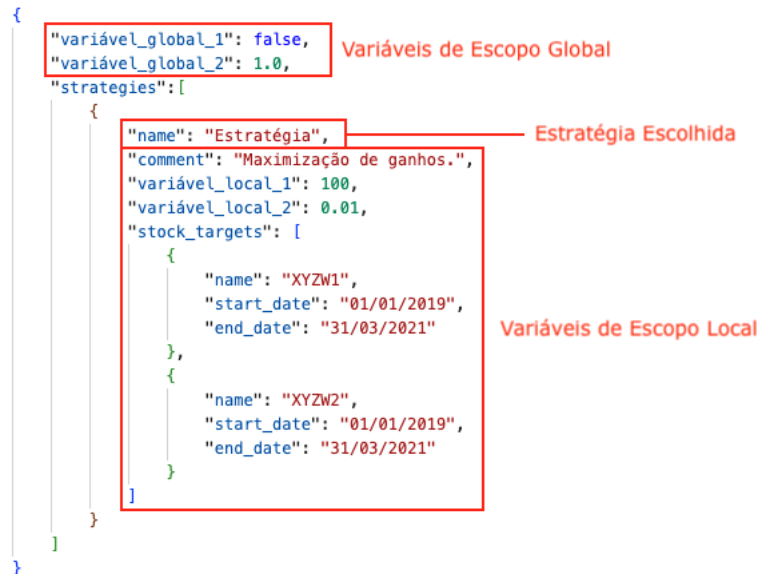 {
"variável_global_1": false,
"variável_global_2": 1.0,
Variáveis de Escopo Global
"strategies":[
{
"name": "Estratégia",
Estratégia Escolhida
"comment": "Maximização de ganhos.",
"variável_local_1": 100,
"variável_local_2": 0.01,
"stock_targets": [
{
"name": "XYZW1",
"start_date": "01/01/2019",
"end_date": "31/03/2021"
Variáveis de Escopo Local
},
{
"name": "XYZW2",
"start_date": "01/01/2019",
"end_date": "31/03/2021"
}
]
}
]
}